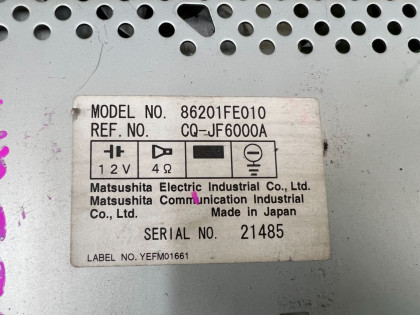 MODEL NO. 86201FE010
REF. NO. CQ-JF6000A
12V 4Ω
Matsushita Electric Industrial Co., Ltd.
Matsushita Communication Industrial
Co., Ltd. Made in Japan
SERIAL NO. 21485
LABEL NO. YEFM01661